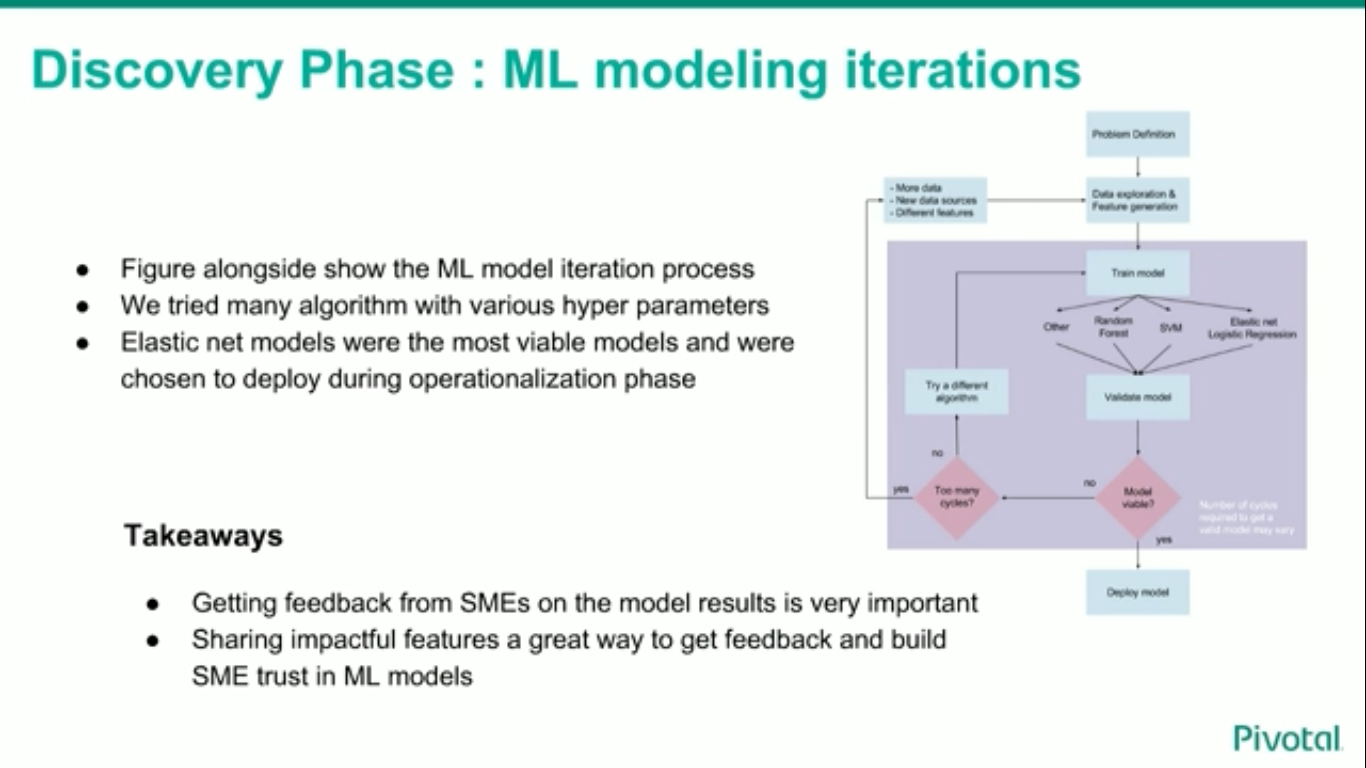 Discovery Phase : ML modeling iterations
● Figure alongside show the ML model iteration process
● We tried many algorithm with various hyper parameters
● Elastic net models were the most viable models and were
chosen to deploy during operationalization phase
Takeaways
● Getting feedback from SMEs on the model results is very important
● Sharing impactful features a great way to get feedback and build
SME trust in ML models
Problem Definition
- More data
- New data sources
- Different features
Data exploration &
Feature generation
Train model
Other
Random
Forest
SVM
Elastic net
Logistic Regression
Try a different
algorithm
Validate model
no
yes
Too many
cycles?
no
Model
viable?
Number of cycles
required to get a
valid model may vary
yes
Deploy model
Pivotal